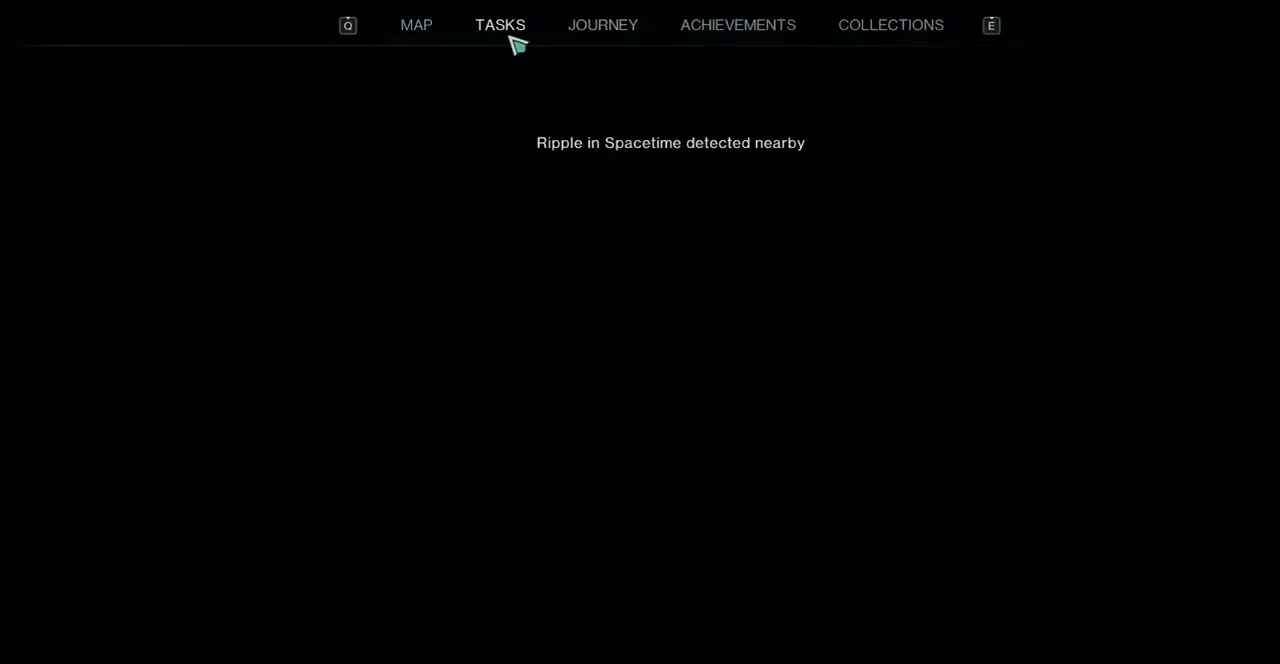 Q MAP TASKS JOURNEY ACHIEVEMENTS COLLECTIONS E
Ripple in Spacetime detected nearby